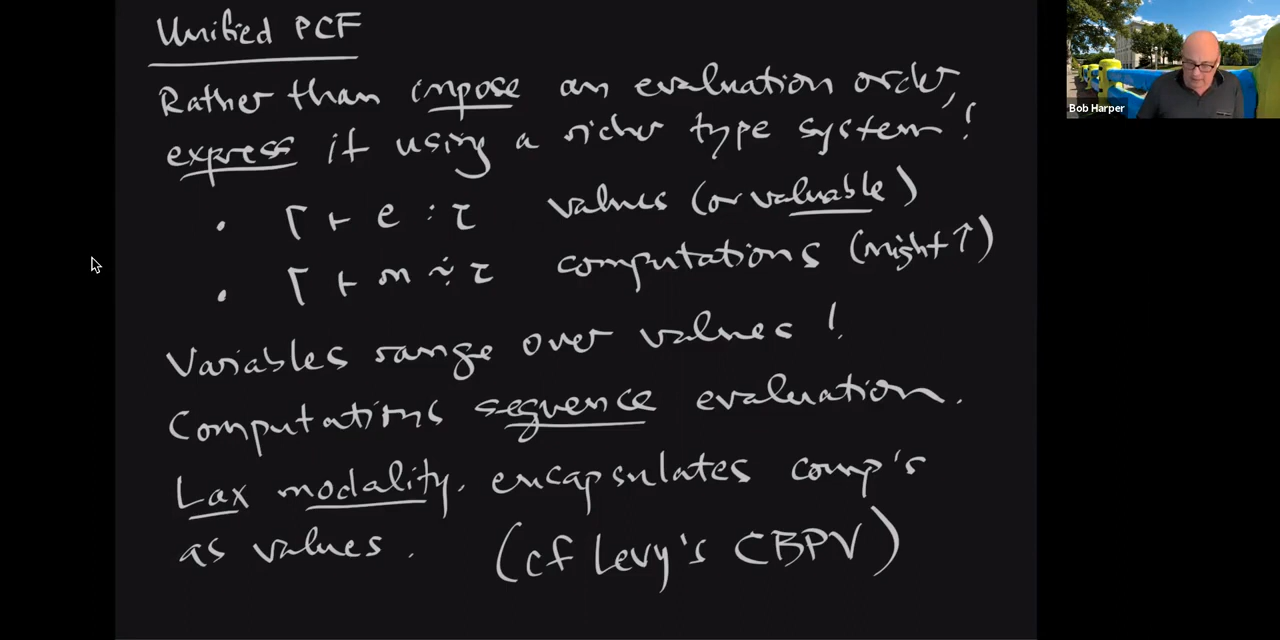 Unified PCF
Rather than impose an evaluation order,
express it using a richer type system!
• Γ ⊢ e : τ values (or valuable)
• Γ ⊢ m ∻ τ computations (might ↑)
Variables range over values!
Computations sequence evaluation.
Lax modality. encapsulates comp's
as values. (cf Levy's CBPV)
Bob Harper